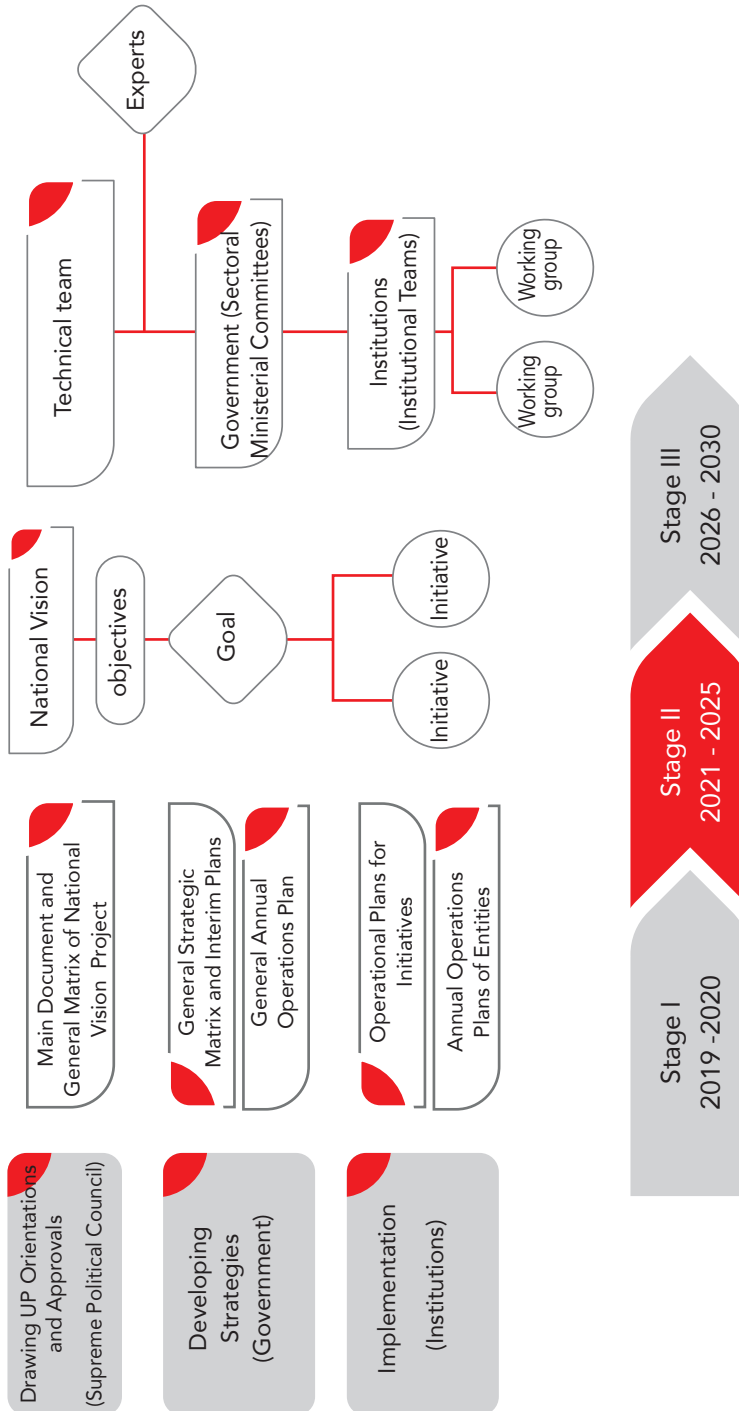 Drawing UP Orientations
and Approvals
(Supreme Political Council)
Main Document and
General Matrix of National
Vision Project
National Vision
objectives
Goal
Initiative
Initiative
Technical team
Experts
Developing
Strategies
(Government)
General Strategic
Matrix and Interim Plans
General Annual
Operations Plan
Government (Sectoral
Ministerial Committees)
Implementation
(Institutions)
Operational Plans for
Initiatives
Annual Operations
Plans of Entities
Institutions
(Institutional Teams)
Working
group
Working
group
Stage I
2019 -2020
Stage II
2021 - 2025
Stage III
2026 - 2030